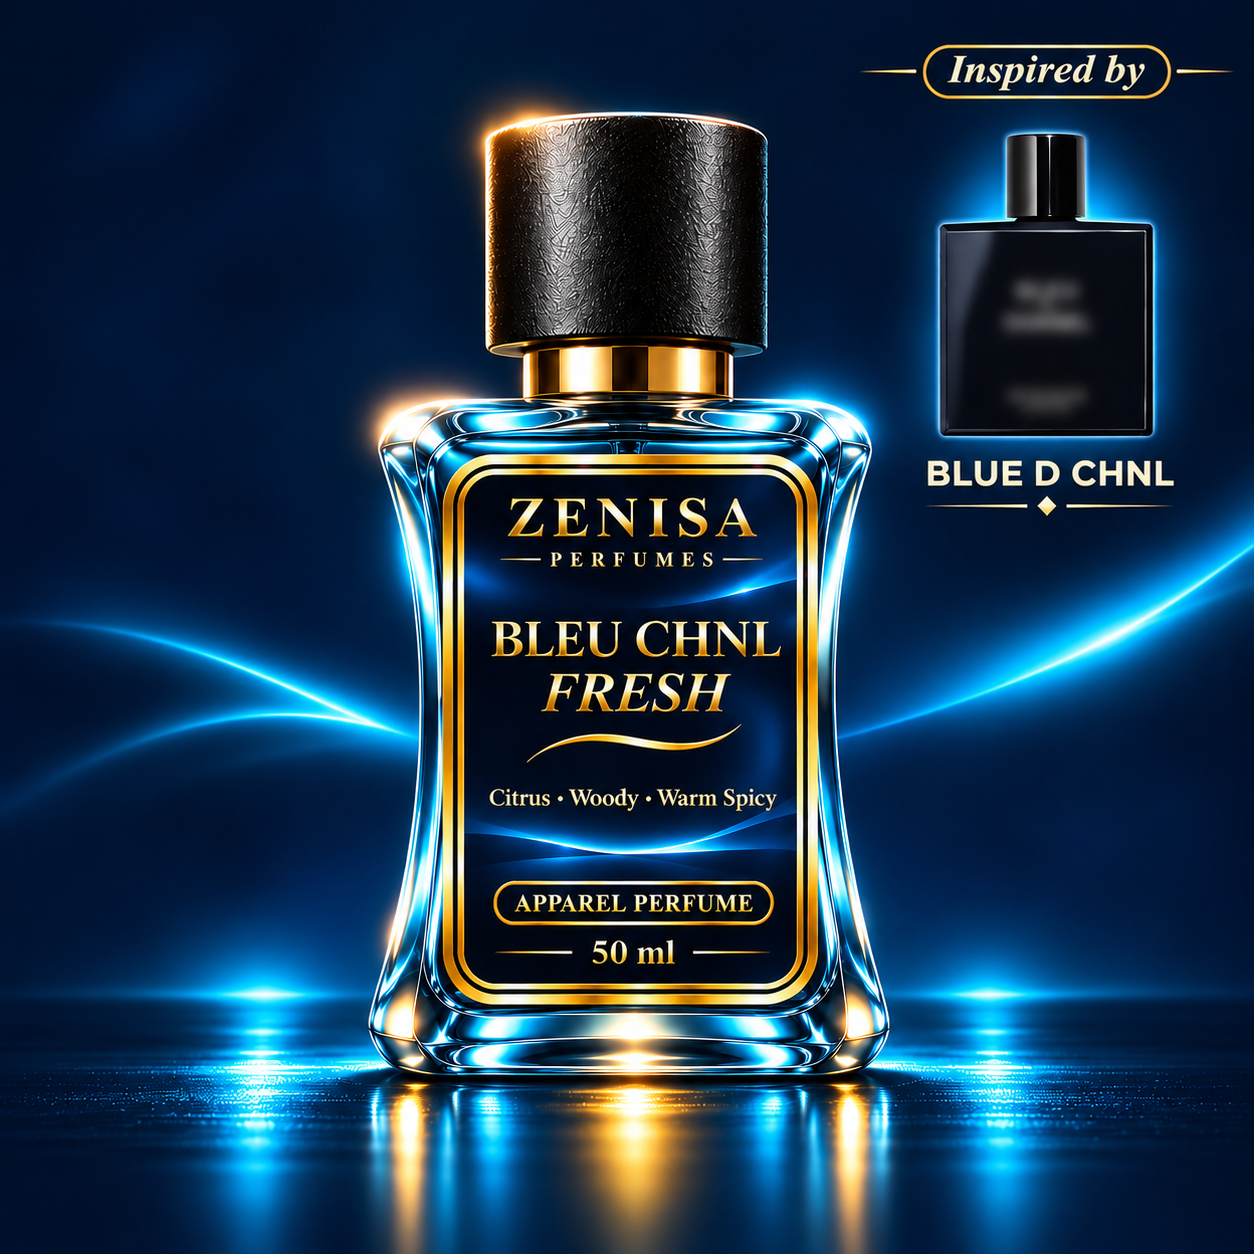 Inspired by
BLUE D CHNL
ZENISA
PERFUMES
BLEU CHNL
FRESH
Citrus • Woody • Warm Spicy
APPAREL PERFUME
50 ml